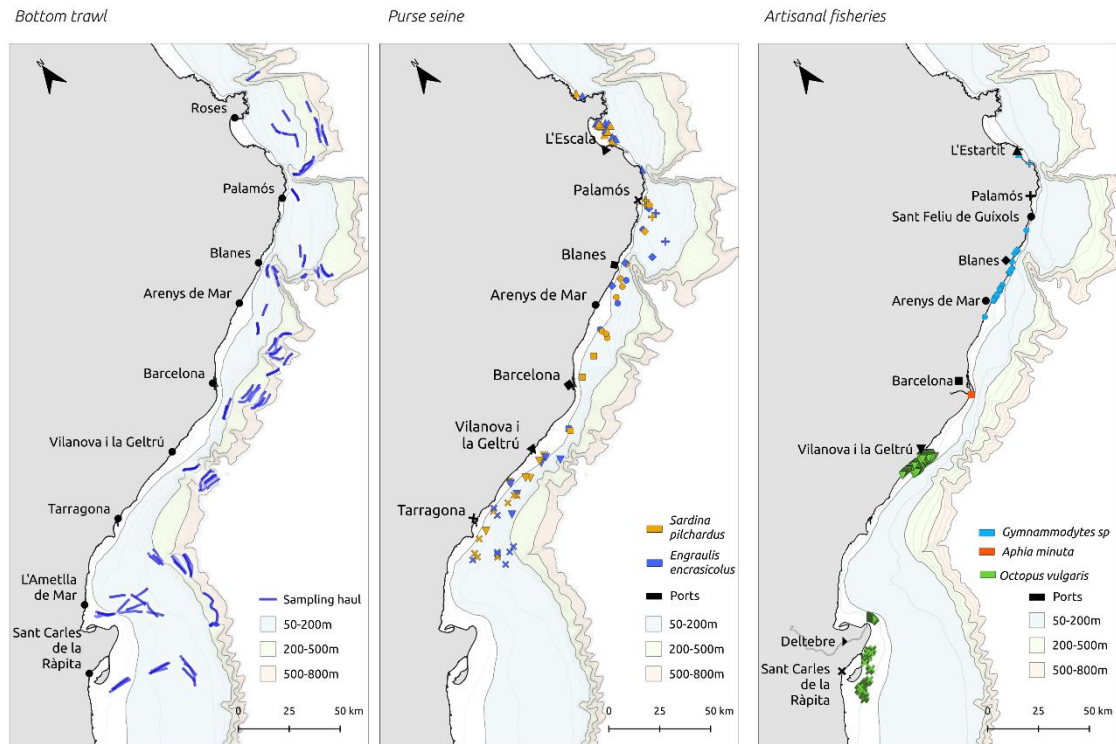 Bottom trawl
Purse seine
Artisanal fisheries
N
Roses
Palamós
Blanes
Arenys de Mar
Barcelona
Vilanova i la Geltrú
Tarragona
L'Ametlla
de Mar
Sant Carles
de la
Ràpita
Sampling haul
50-200m
200-500m
500-800m
0 25 50 km
N
L'Escala
Palamós
Blanes
Arenys de Mar
Barcelona
Vilanova i
la Geltrú
Tarragona
Sardina
pilchardus
Engraulis
encrasicolus
Ports
50-200m
200-500m
500-800m
0 25 50 km
N
L'Estartit
Palamós
Sant Feliu de Guíxols
Blanes
Arenys de Mar
Barcelona
Vilanova i la Geltrú
Deltebre
Sant Carles
de la
Ràpita
Gymnammodytes sp
Aphia minuta
Octopus vulgaris
Ports
50-200m
200-500m
500-800m
0 25 50 km